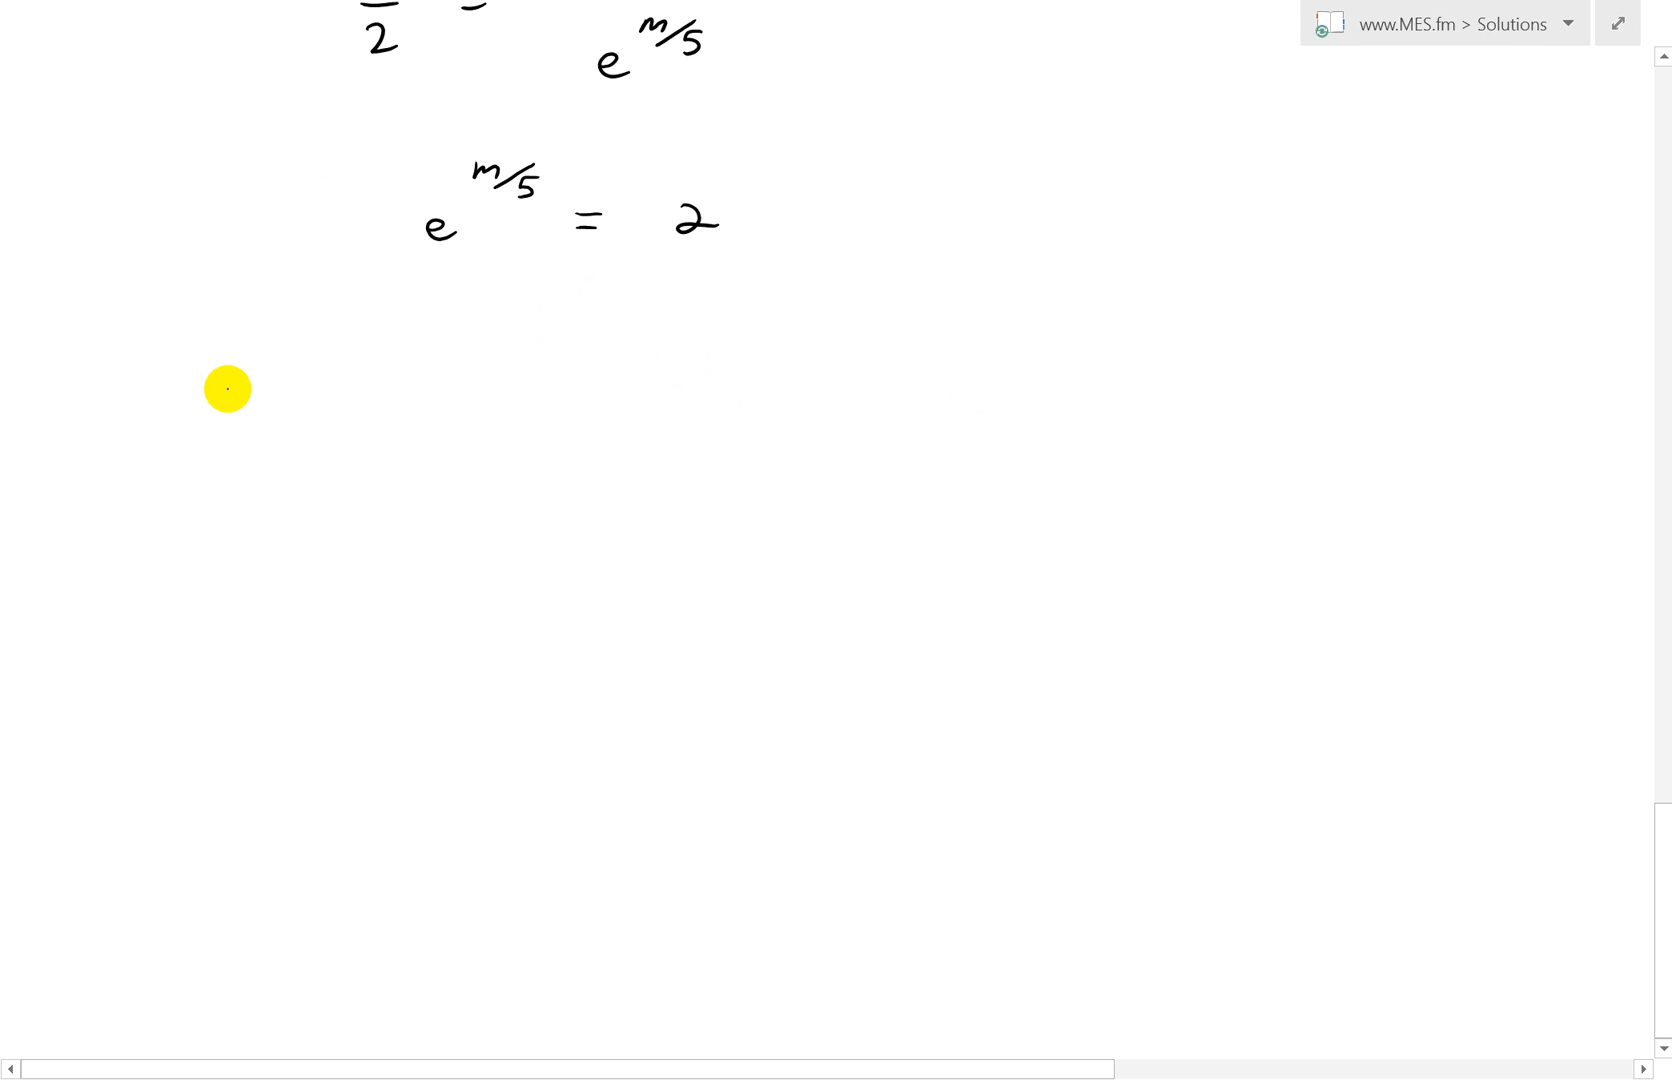 www.MES.fm > Solutions
2 = e^{m/5}
e^{m/5} = 2